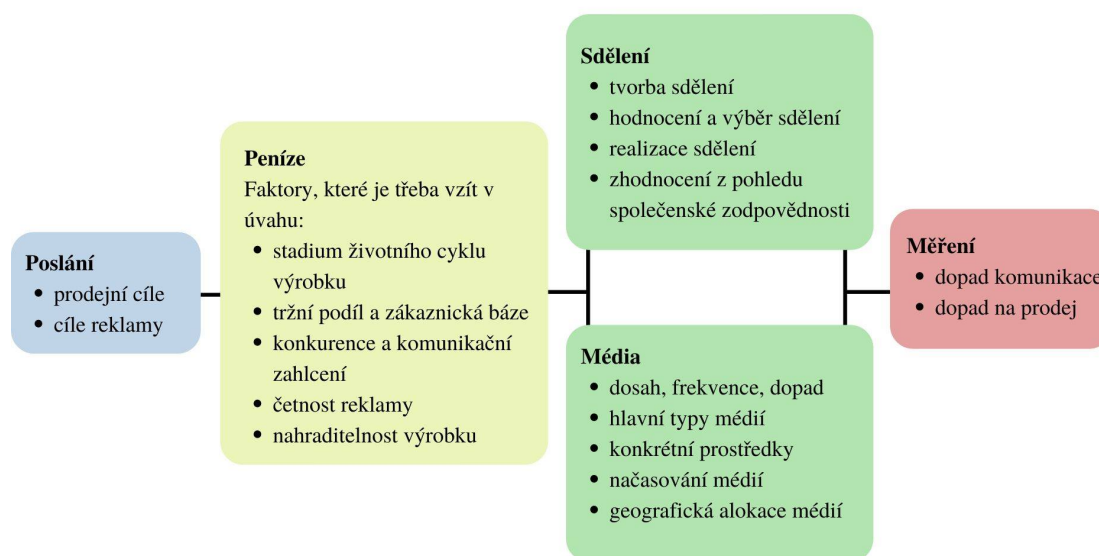 Poslání
• prodejní cíle
• cíle reklamy
Peníze
Faktory, které je třeba vzít v
úvahu:
• stadium životního cyklu
výrobku
• tržní podíl a zákaznická báze
• konkurence a komunikační
zahlcení
• četnost reklamy
• nahraditelnost výrobku
Sdělení
• tvorba sdělení
• hodnocení a výběr sdělení
• realizace sdělení
• zhodnocení z pohledu
společenské zodpovědnosti
Média
• dosah, frekvence, dopad
• hlavní typy médií
• konkrétní prostředky
• načasování médií
• geografická alokace médií
Měření
• dopad komunikace
• dopad na prodej